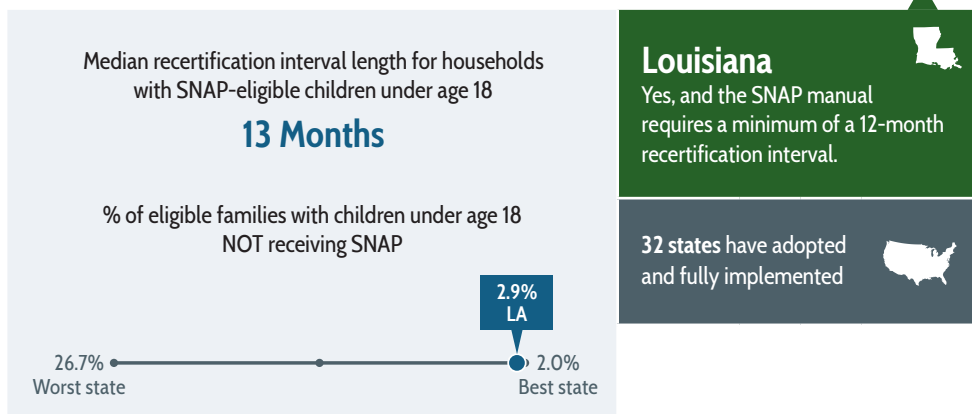 Median recertification interval length for households
with SNAP-eligible children under age 18
13 Months
% of eligible families with children under age 18
NOT receiving SNAP
2.9%
LA
26.7%
Worst state
2.0%
Best state
Louisiana
Yes, and the SNAP manual
requires a minimum of a 12-month
recertification interval.
32 states have adopted
and fully implemented